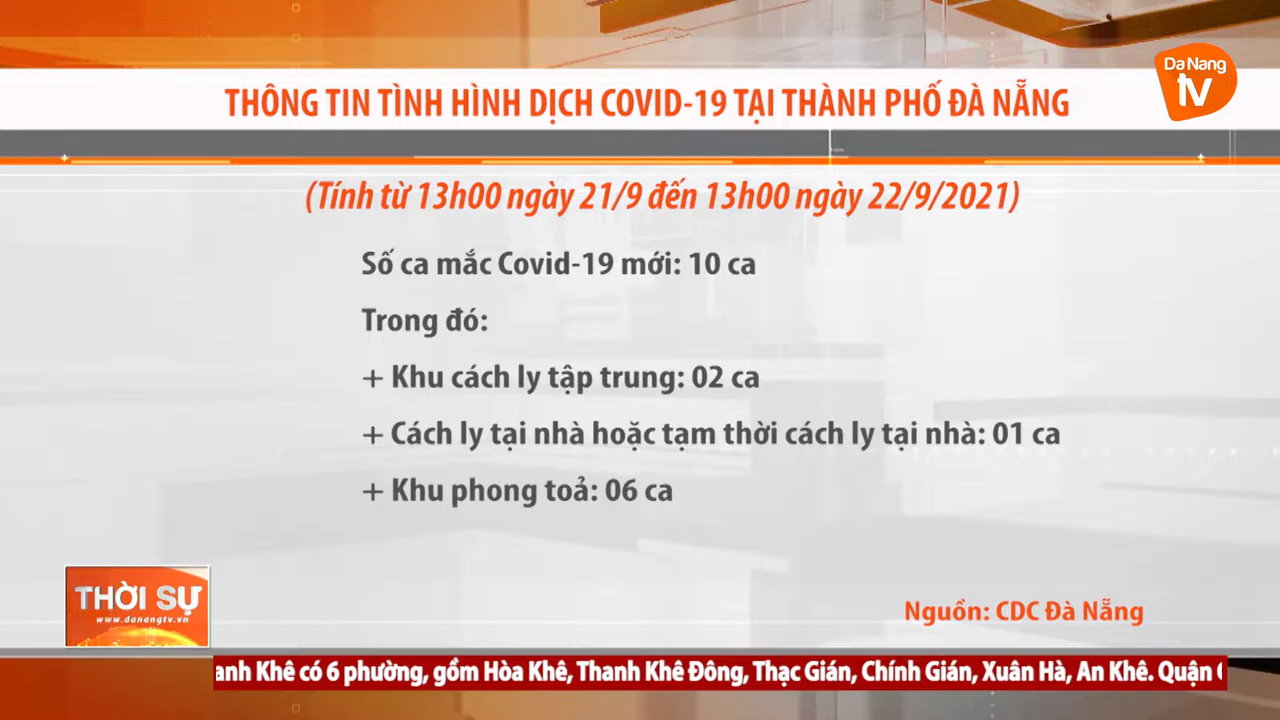 Da Nang
tv
THÔNG TIN TÌNH HÌNH DỊCH COVID-19 TẠI THÀNH PHỐ ĐÀ NẴNG
(Tính từ 13h00 ngày 21/9 đến 13h00 ngày 22/9/2021)
Số ca mắc Covid-19 mới: 10 ca
Trong đó:
+ Khu cách ly tập trung: 02 ca
+ Cách ly tại nhà hoặc tạm thời cách ly tại nhà: 01 ca
+ Khu phong toả: 06 ca
THỜI SỰ
www.danangtv.vn
Nguồn: CDC Đà Nẵng
anh Khê có 6 phường, gồm Hòa Khê, Thanh Khê Đông, Thạc Gián, Chính Gián, Xuân Hà, An Khê. Quận